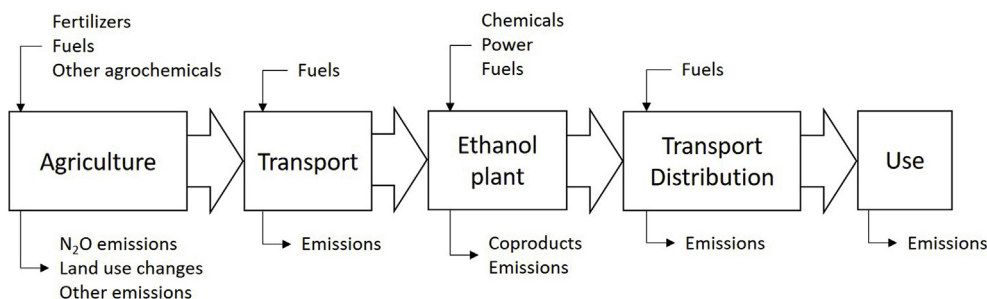 Fertilizers
Fuels
Other agrochemicals
Fuels
Chemicals
Power
Fuels
Fuels
Agriculture
Transport
Ethanol
plant
Transport
Distribution
Use
N₂O emissions
Land use changes
Other emissions
Emissions
Coproducts
Emissions
Emissions
Emissions